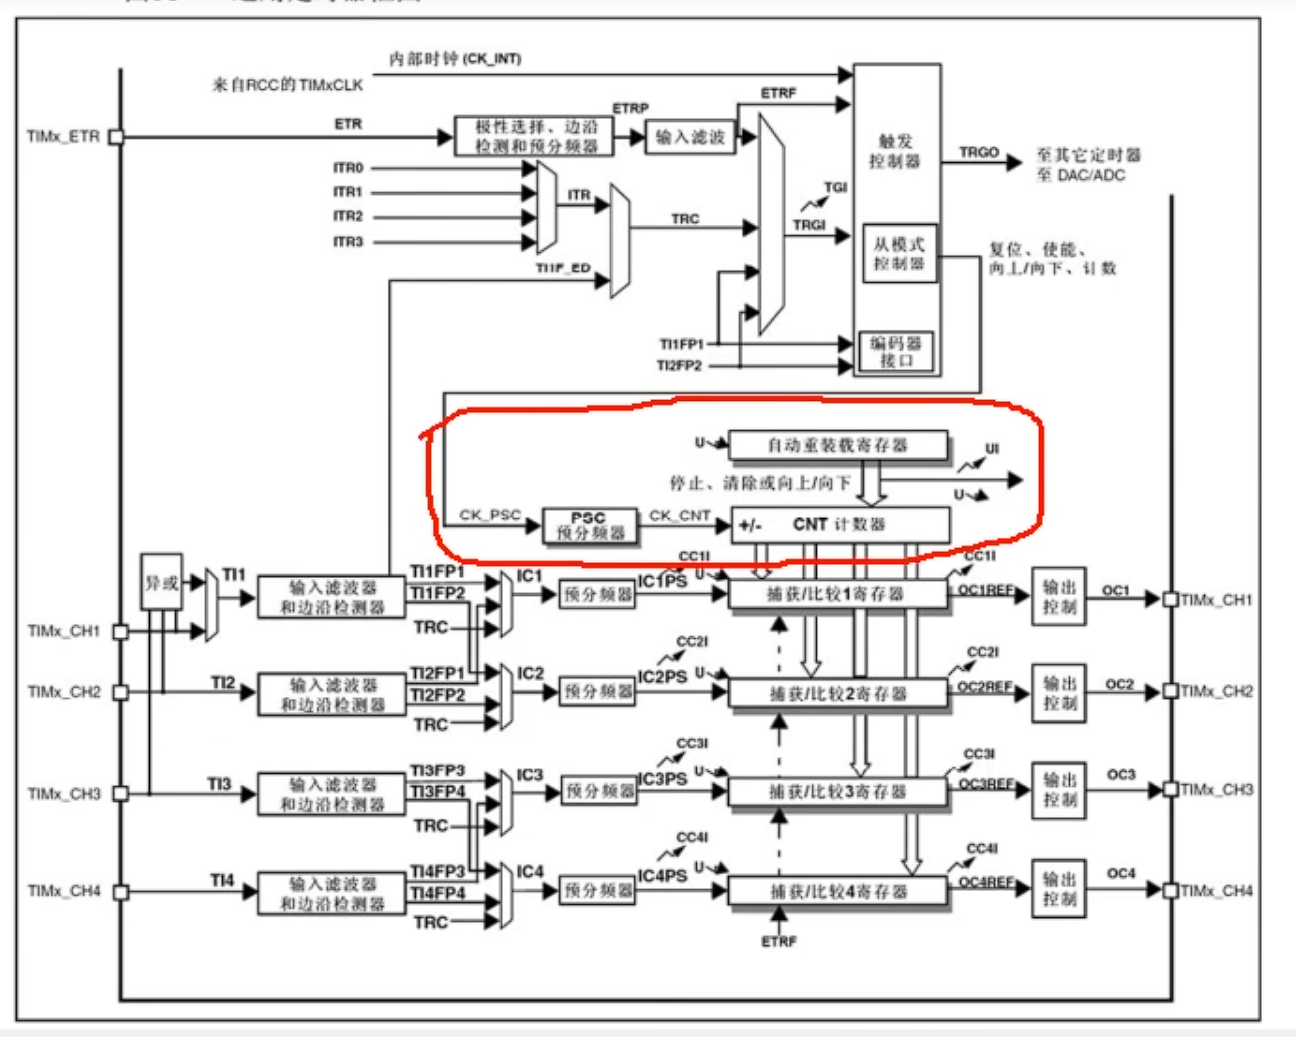 内部时钟 (CK_INT)
来自RCC的TIMxCLK
ETRF
ETRP
ETR
TIMx_ETR
极性选择、边沿
检测和预分频器
输入滤波
触发
控制器
TRGO
至其它定时器
至 DAC/ADC
ITR0
ITR1
ITR2
ITR3
ITR
TRC
TGI
TRGI
TI1F_ED
从模式
控制器
复位、使能、
向上/向下、计数
TI1FP1
TI2FP2
编码器
接口
U
自动重装载寄存器
UI
停止、清除或向上/向下
U
CK_PSC
PSC
预分频器
CK_CNT
+/-
CNT 计数器
异或
TI1
输入滤波器
和边沿检测器
TI1FP1
TI1FP2
TRC
IC1
预分频器
IC1PS
CC1I
U
捕获/比较1寄存器
CC1I
OC1REF
输出
控制
OC1
TIMx_CH1
TIMx_CH1
TIMx_CH2
TI2
输入滤波器
和边沿检测器
TI2FP1
TI2FP2
TRC
IC2
预分频器
IC2PS
CC2I
U
捕获/比较2寄存器
CC2I
OC2REF
输出
控制
OC2
TIMx_CH2
TIMx_CH3
TI3
输入滤波器
和边沿检测器
TI3FP3
TI3FP4
TRC
IC3
预分频器
IC3PS
CC3I
U
捕获/比较3寄存器
CC3I
OC3REF
输出
控制
OC3
TIMx_CH3
TIMx_CH4
TI4
输入滤波器
和边沿检测器
TI4FP3
TI4FP4
TRC
IC4
预分频器
IC4PS
CC4I
U
捕获/比较4寄存器
CC4I
OC4REF
输出
控制
OC4
TIMx_CH4
ETRF